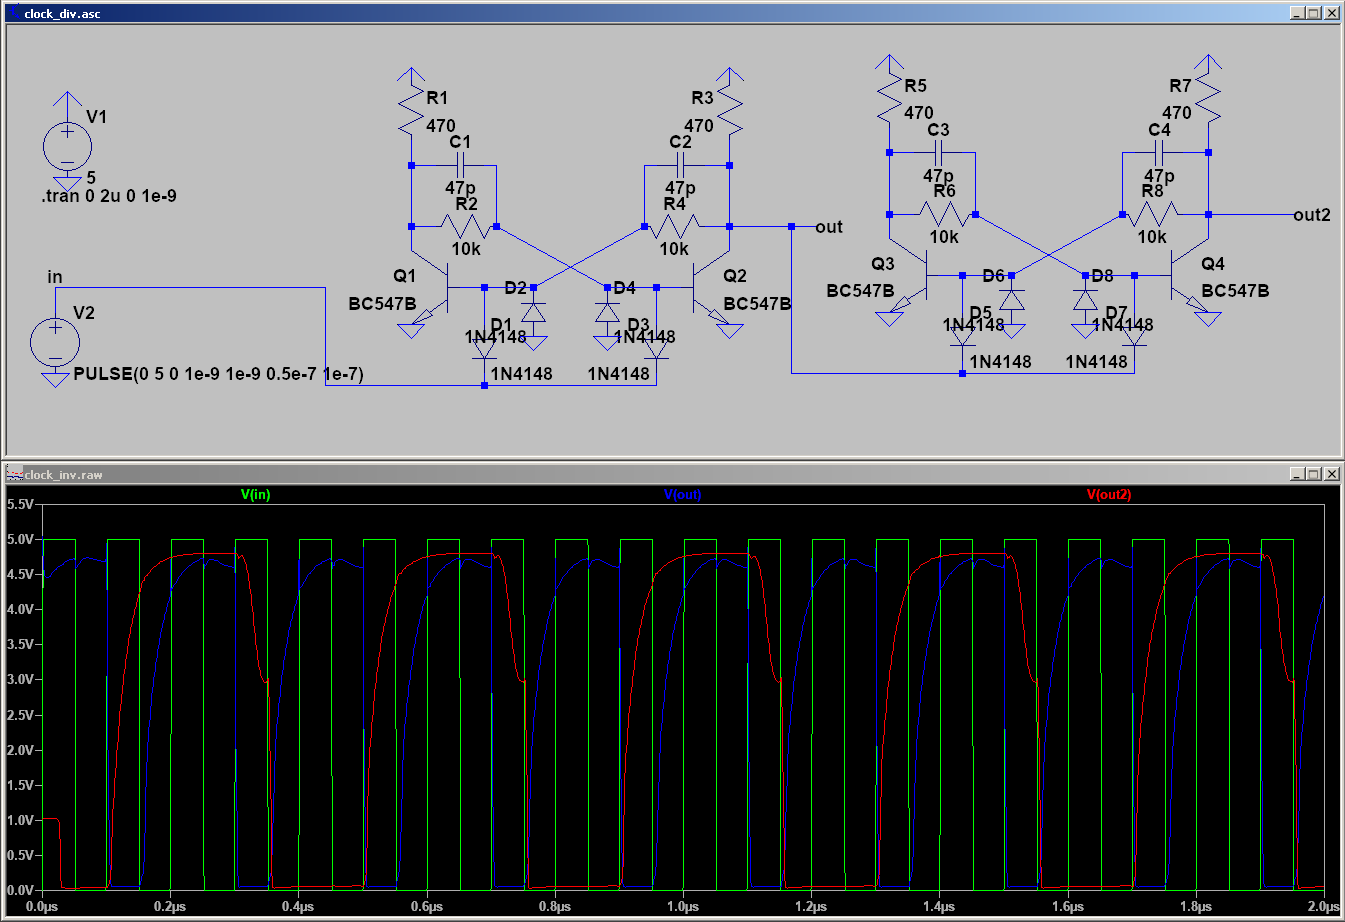 clock_div.asc
R1
470
C1
47p
R2
10k
R3
470
C2
47p
R4
10k
R5
470
C3
47p
R6
10k
R7
470
C4
47p
R8
10k
V1
5
.tran 0 2u 0 1e-9
out
out2
in
V2
PULSE(0 5 0 1e-9 1e-9 0.5e-7 1e-7)
Q1
BC547B
D2
1N4148
D1
1N4148
D4
1N4148
D3
1N4148
Q2
BC547B
Q3
BC547B
D6
1N4148
D5
1N4148
D8
1N4148
D7
1N4148
Q4
BC547B
clock_inv.raw
V(in) V(out) V(out2)
5.5V
5.0V
4.5V
4.0V
3.5V
3.0V
2.5V
2.0V
1.5V
1.0V
0.5V
0.0V
0.0µs 0.2µs 0.4µs 0.6µs 0.8µs 1.0µs 1.2µs 1.4µs 1.6µs 1.8µs 2.0µs